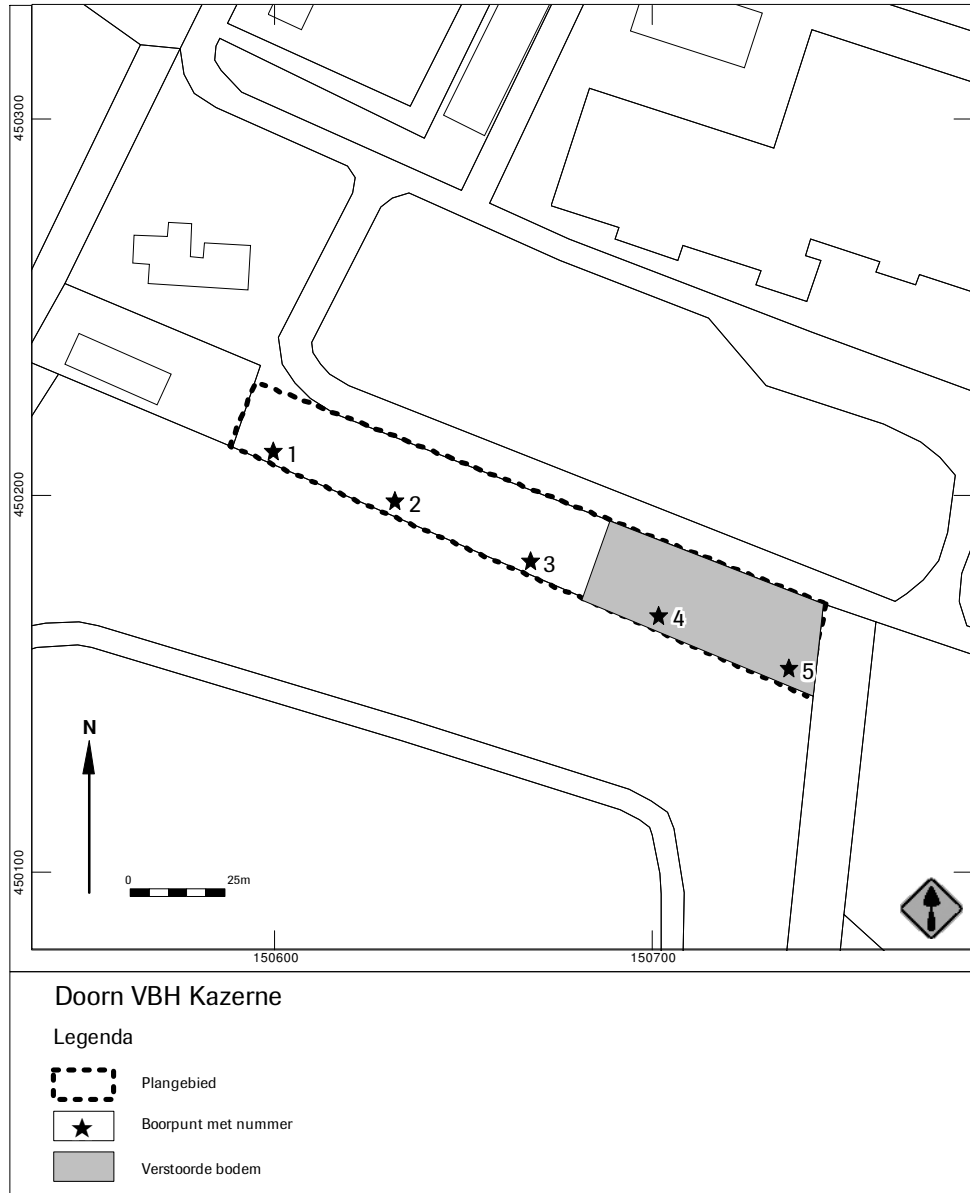 450300
450200
450100
1
2
3
4
5
N
0 25m
150600 150700
Doorn VBH Kazerne
Legenda
Plangebied
Boorpunt met nummer
Verstoorde bodem